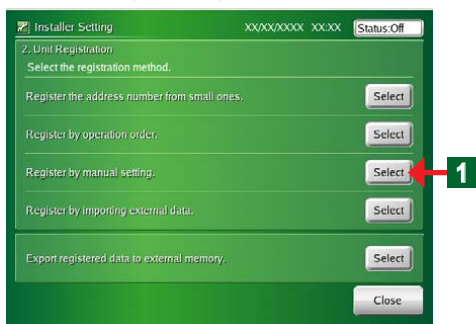 Installer Setting XX/XX/XXXX XX:XX Status:Off
2. Unit Registration
Select the registration method.
Register the address number from small ones. Select
Register by operation order. Select
Register by manual setting. Select 1
Register by importing external data. Select
Export registered data to external memory. Select
Close